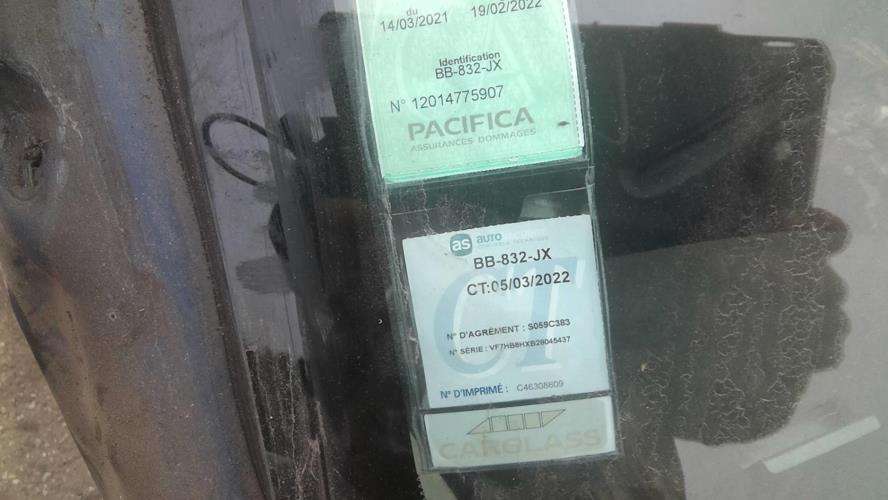 du
14/03/2021 19/02/2022
Identification
BB-832-JX
N° 12014775907
PACIFICA
ASSURANCES DOMMAGES
as AUTO
BB-832-JX
CT:05/03/2022
CT
N° D'AGRÉMENT : S059C383
N° SÉRIE : VF7HB8HXB28045437
N° D'IMPRIMÉ : C46308609
CARGLASS